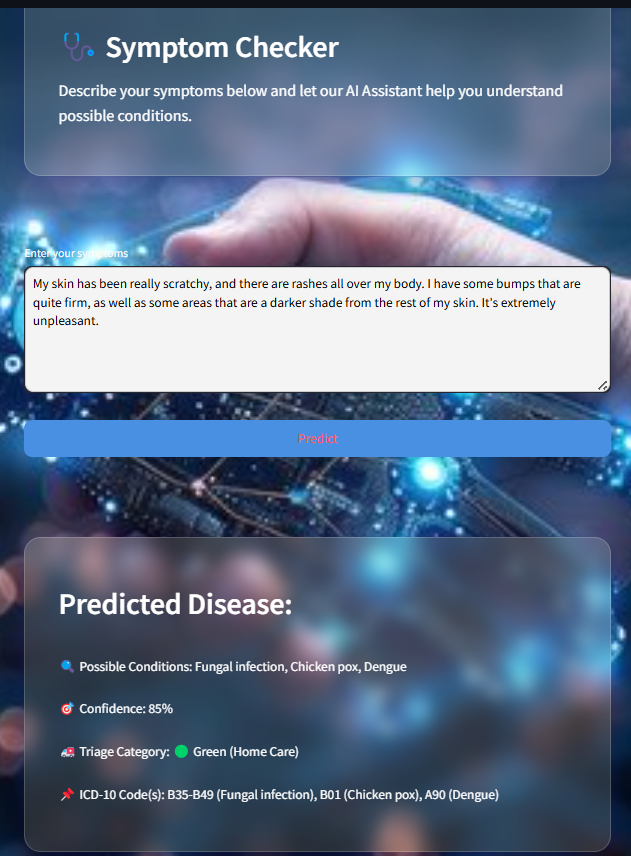 Symptom Checker
Describe your symptoms below and let our AI Assistant help you understand
possible conditions.
Enter your symptoms
My skin has been really scratchy, and there are rashes all over my body. I have some bumps that are
quite firm, as well as some areas that are a darker shade from the rest of my skin. It's extremely
unpleasant.
Predict
Predicted Disease:
Possible Conditions: Fungal infection, Chicken pox, Dengue
Confidence: 85%
Triage Category: Green (Home Care)
ICD-10 Code(s): B35-B49 (Fungal infection), B01 (Chicken pox), A90 (Dengue)